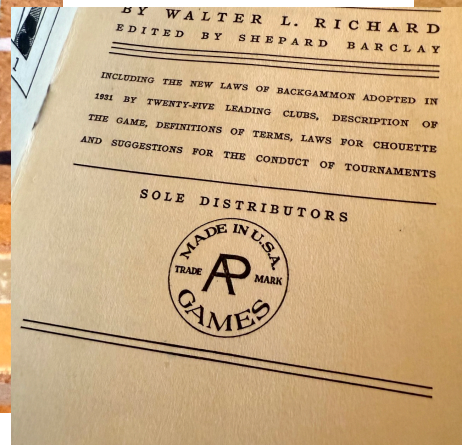 BY WALTER L. RICHARD
EDITED BY SHEPARD BARCLAY
INCLUDING THE NEW LAWS OF BACKGAMMON ADOPTED IN
1931 BY TWENTY-FIVE LEADING CLUBS, DESCRIPTION OF
THE GAME, DEFINITIONS OF TERMS, LAWS FOR CHOUETTE
AND SUGGESTIONS FOR THE CONDUCT OF TOURNAMENTS
SOLE DISTRIBUTORS
MADE IN U.S.A.
TRADE AP MARK
GAMES